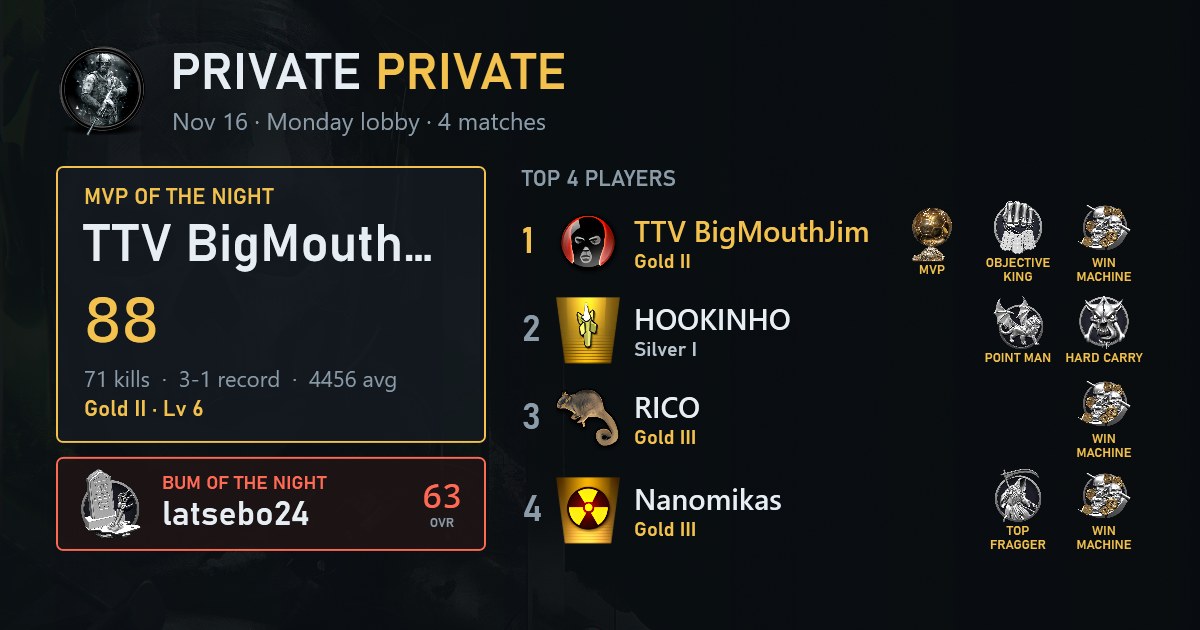 PRIVATE PRIVATE
Nov 16 · Monday lobby · 4 matches
MVP OF THE NIGHT
TTV BigMouth...
88
71 kills · 3-1 record · 4456 avg
Gold II · Lv 6
BUM OF THE NIGHT
latsebo24
63
OVR
TOP 4 PLAYERS
1
TTV BigMouthJim
Gold II
MVP
OBJECTIVE
KING
WIN
MACHINE
2
HOOKINHO
Silver I
POINT MAN
HARD CARRY
3
RICO
Gold III
WIN
MACHINE
4
Nanomikas
Gold III
TOP
FRAGGER
WIN
MACHINE